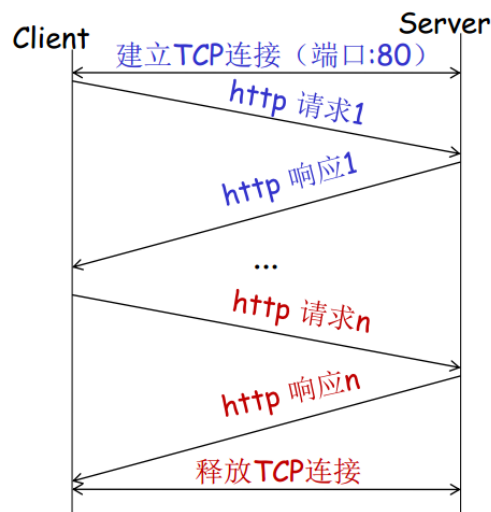 Client
Server
建立TCP连接（端口:80）
http 请求1
http 响应1
...
http 请求n
http 响应n
释放TCP连接